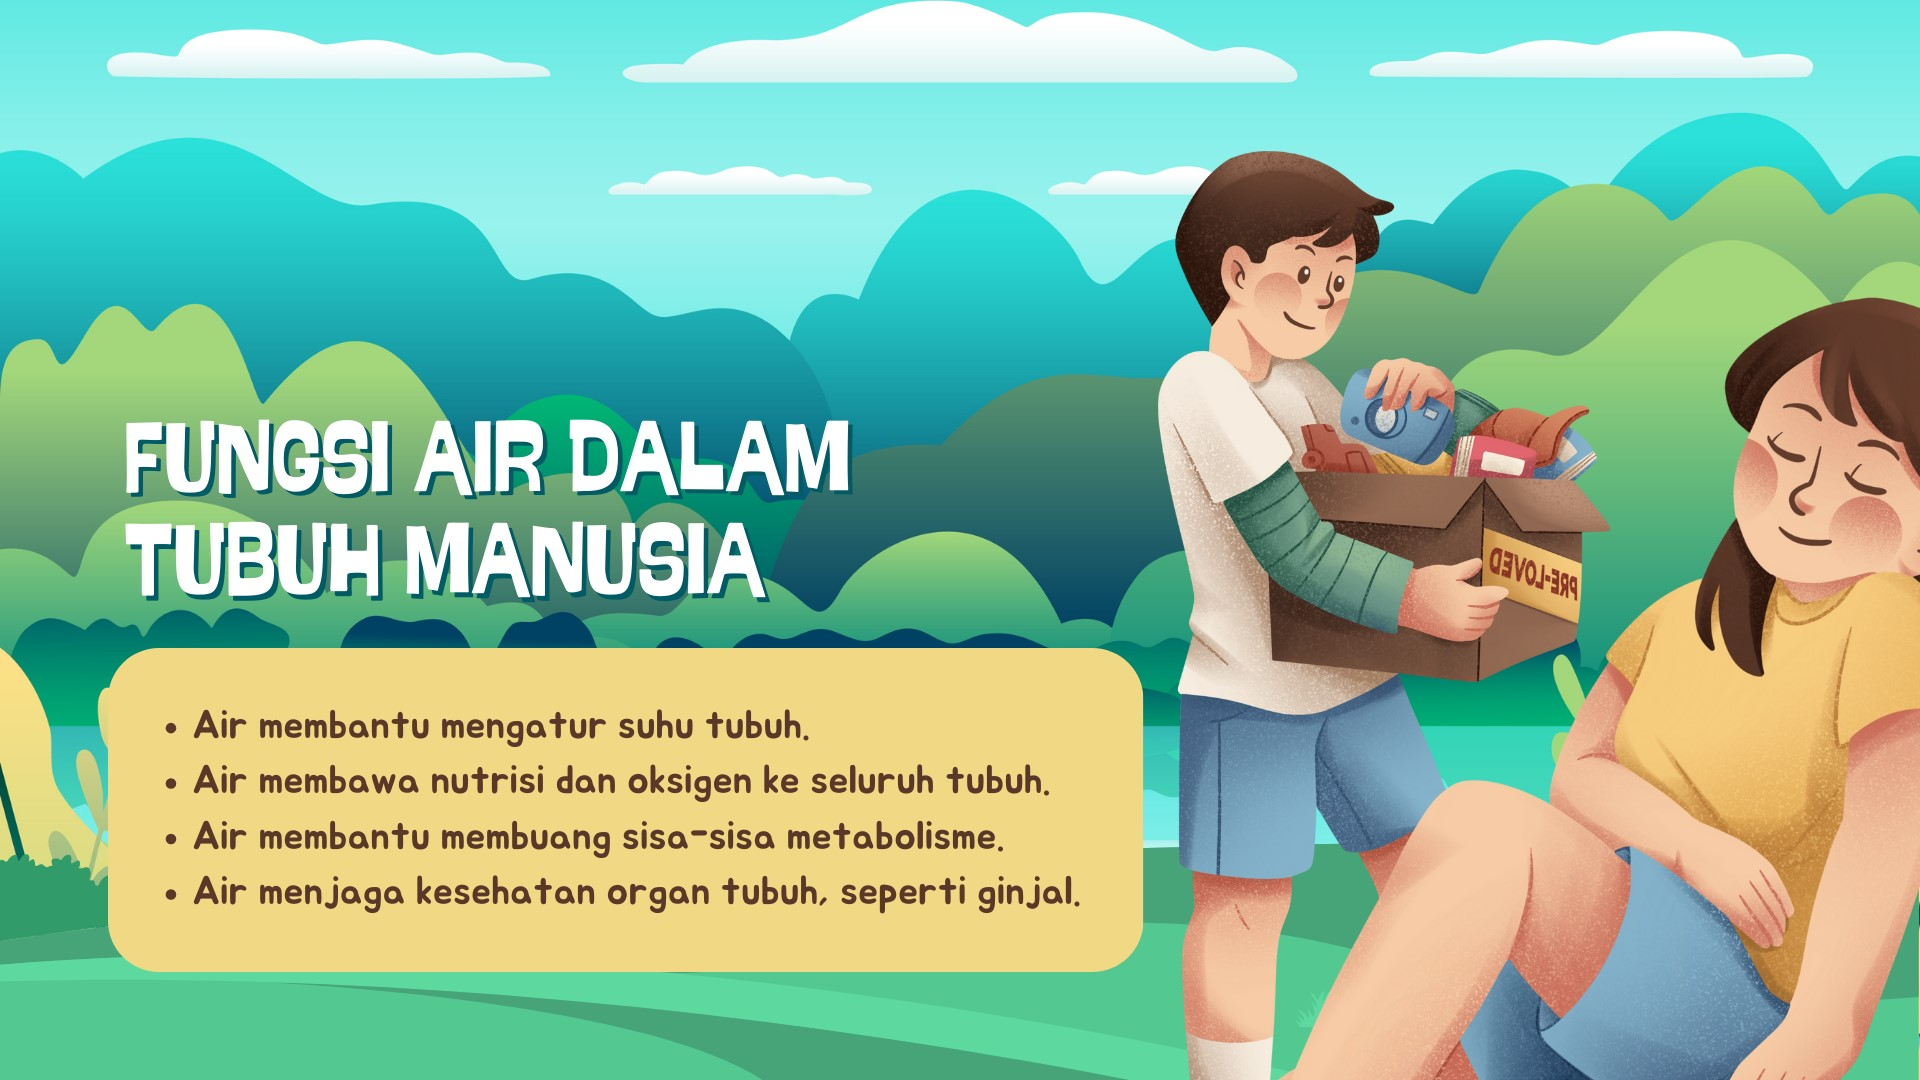 FUNGSI AIR DALAM
TUBUH MANUSIA
PRE-LOVED
• Air membantu mengatur suhu tubuh.
• Air membawa nutrisi dan oksigen ke seluruh tubuh.
• Air membantu membuang sisa-sisa metabolisme.
• Air menjaga kesehatan organ tubuh, seperti ginjal.